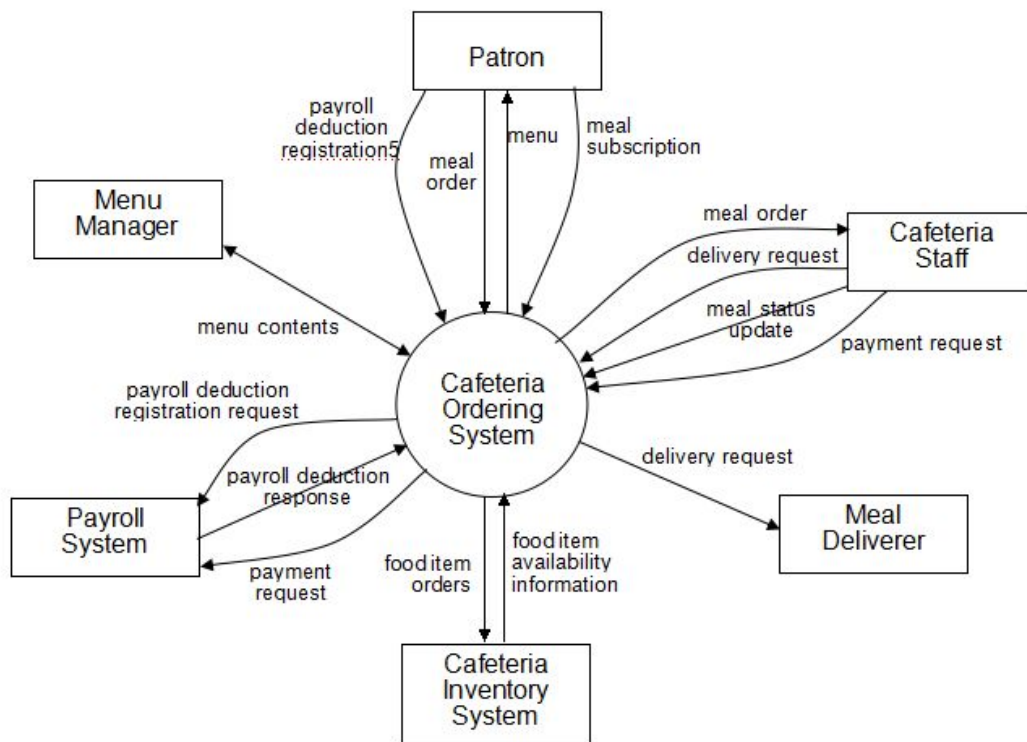 Patron
payroll
deduction
registration5
meal
order
menu
meal
subscription
Menu
Manager
menu contents
meal order
delivery request
meal status
update
payment request
Cafeteria
Staff
Cafeteria
Ordering
System
payroll deduction
registration request
payroll deduction
response
payment
request
Payroll
System
delivery request
Meal
Deliverer
food item
orders
food item
availability
information
Cafeteria
Inventory
System